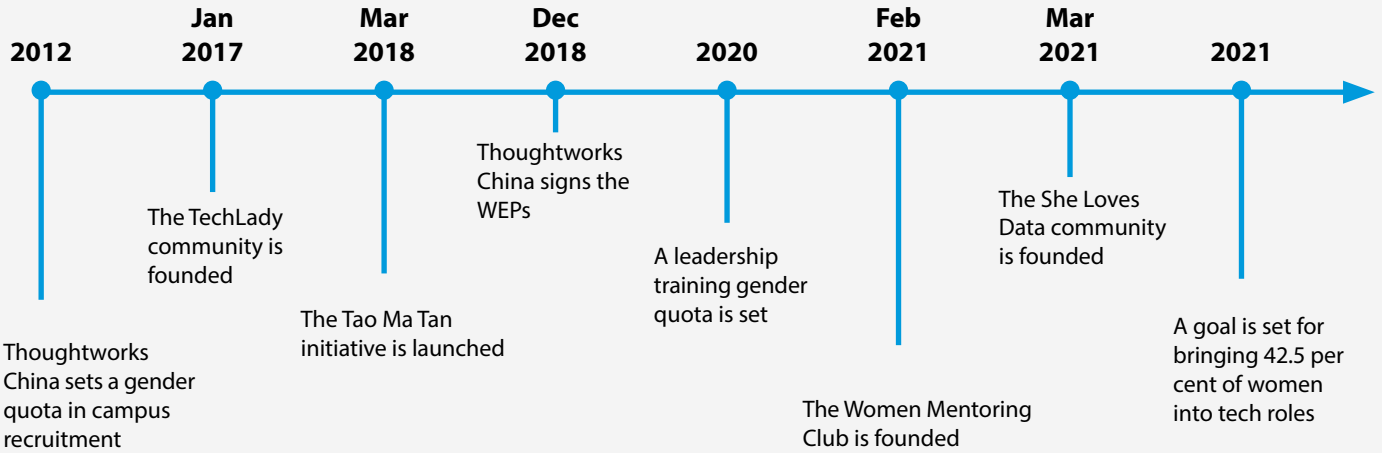 Jan
Mar
Dec
Feb
Mar
2012
2017
2018
2018
2020
2021
2021
2021
Thoughtworks
China sets a gender
quota in campus
recruitment
The TechLady
community is
founded
The Tao Ma Tan
initiative is launched
Thoughtworks
China signs the
WEPs
A leadership
training gender
quota is set
The Women Mentoring
Club is founded
The She Loves
Data community
is founded
A goal is set for
bringing 42.5 per
cent of women
into tech roles